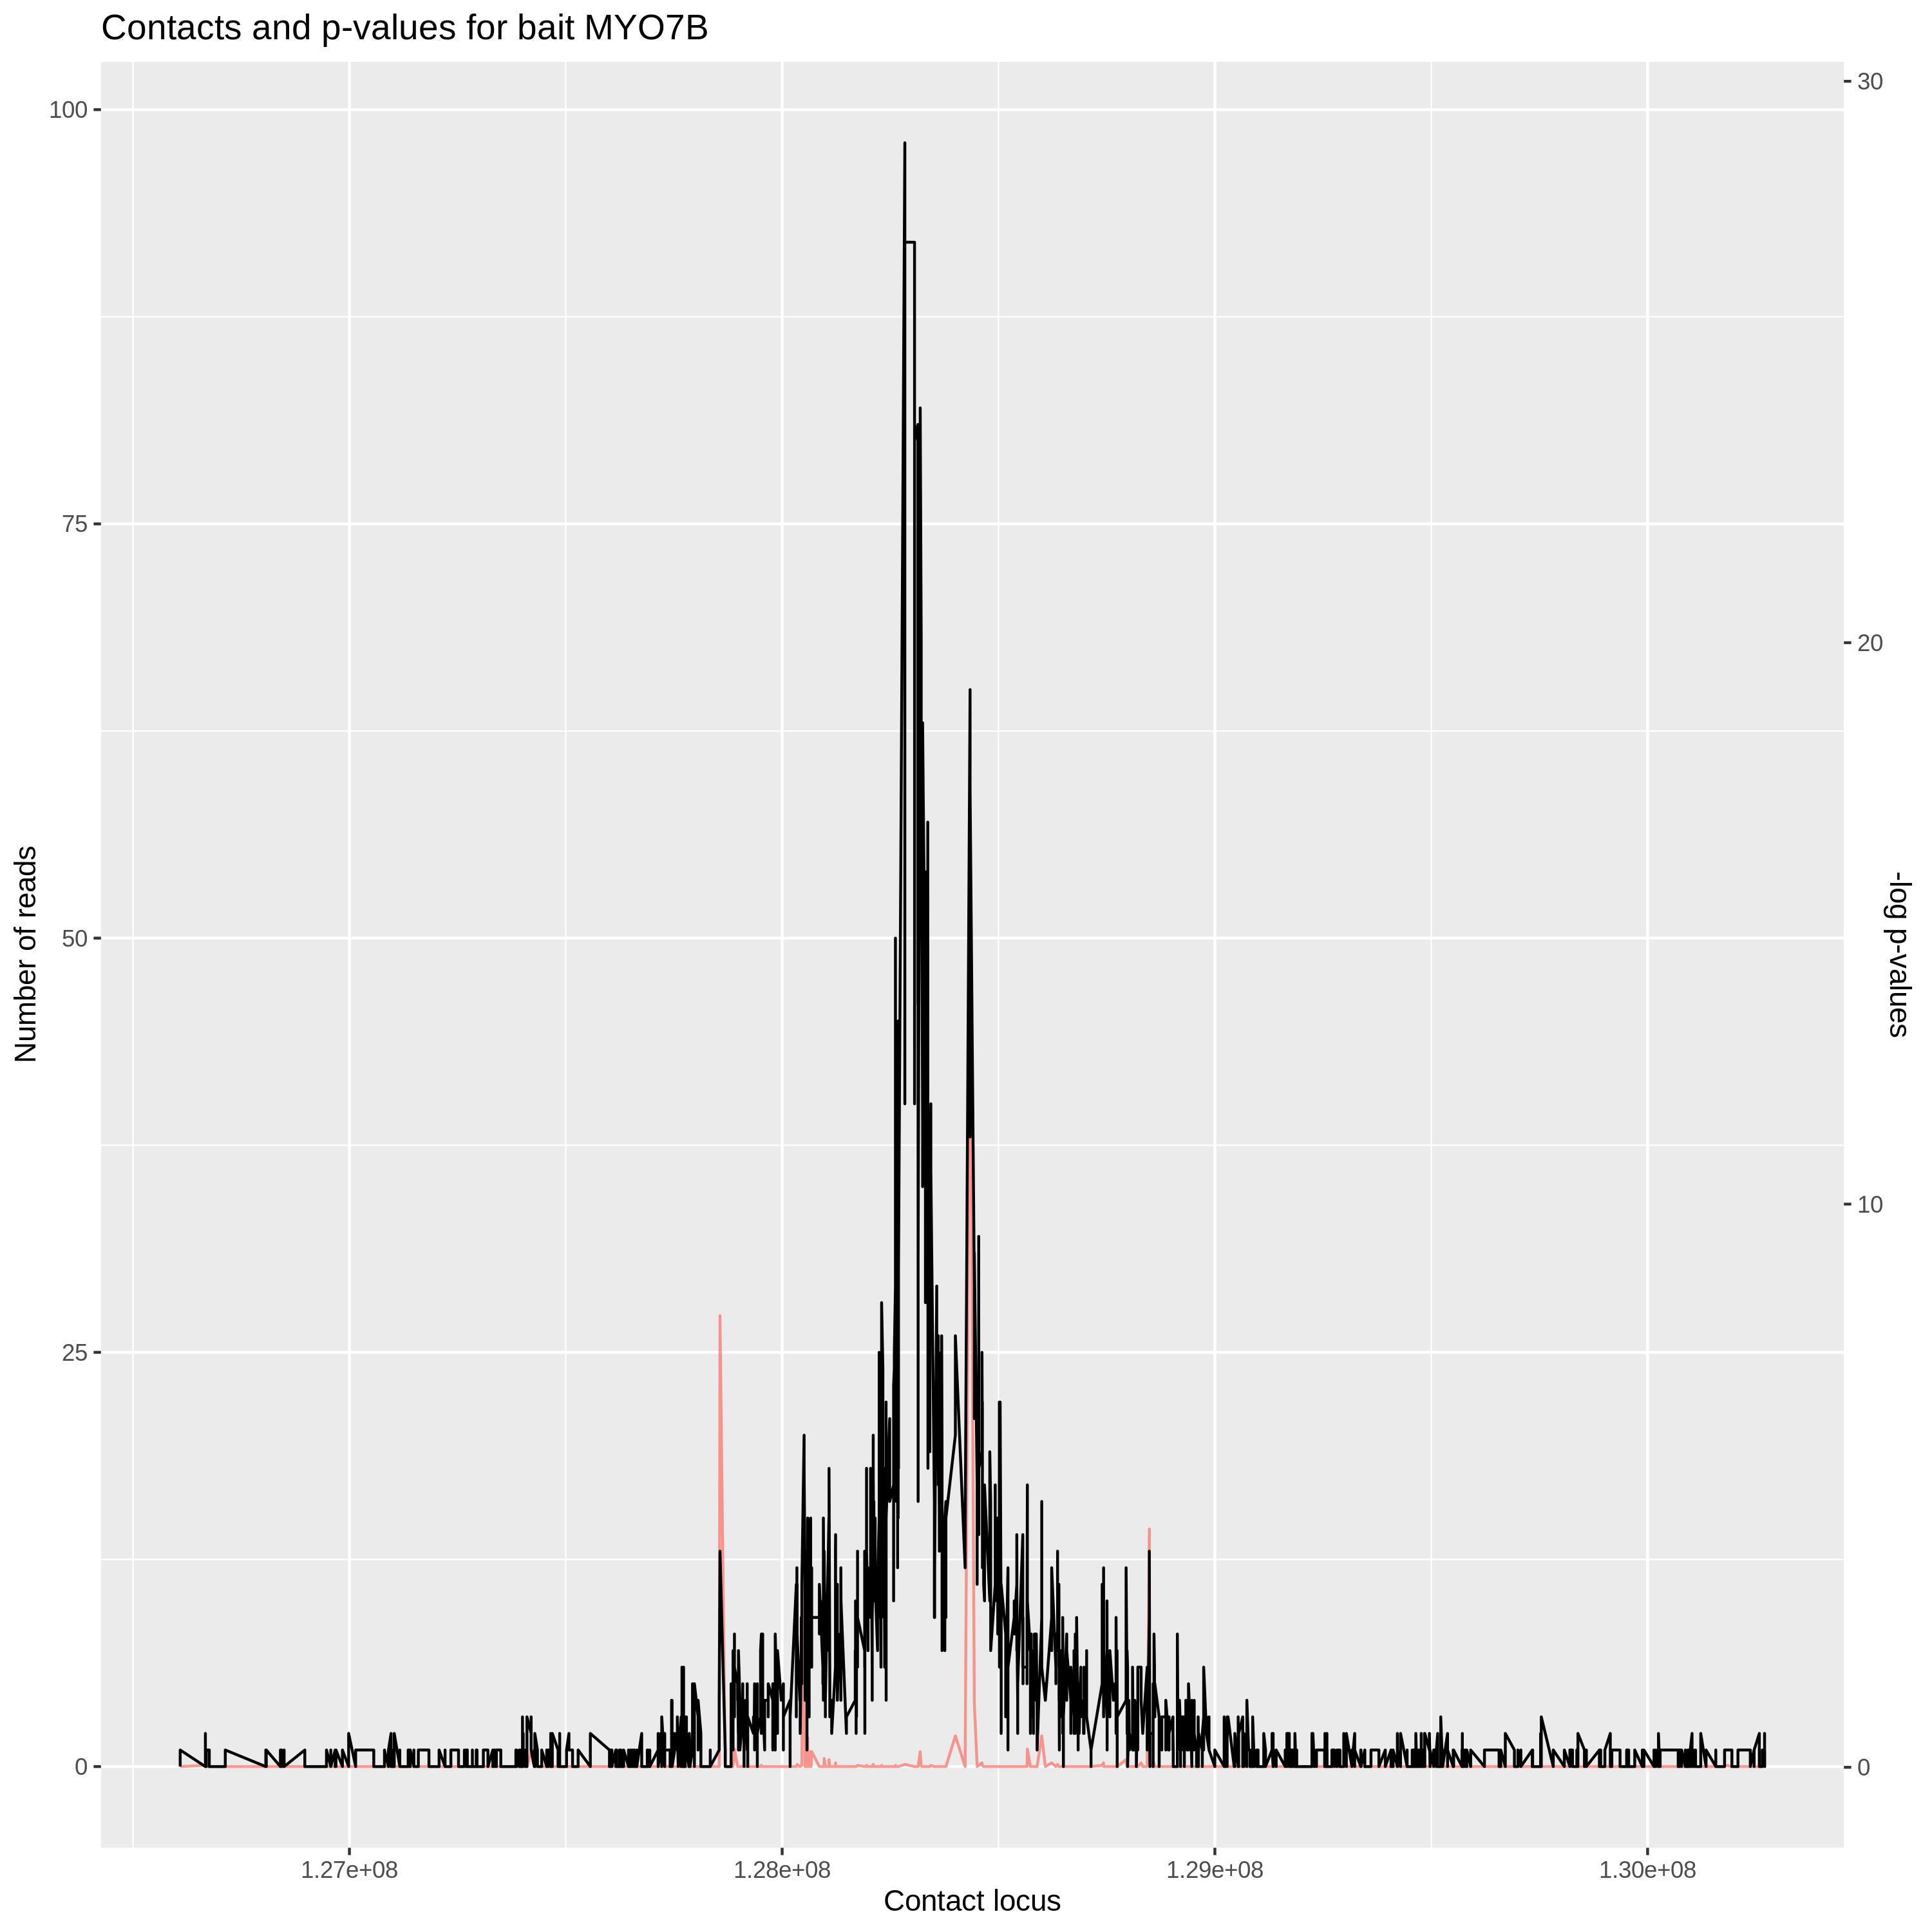 Contacts and p-values for bait MYO7B
100
75
50
25
0
30
20
10
0
Number of reads
-log p-values
1.27e+08
1.28e+08
1.29e+08
1.30e+08
Contact locus